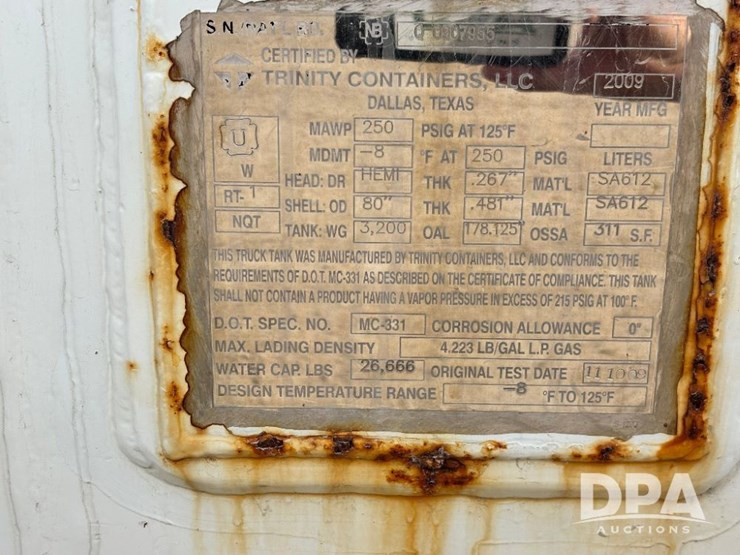 S N
NB
CERTIFIED BY
TRINITY CONTAINERS, LLC 2009
DALLAS, TEXAS YEAR MFG
U MAWP 250 PSIG AT 125°F
W MDMT -8 °F AT 250 PSIG LITERS
RT- 1 HEAD: DR HEMI THK .267" MAT'L SA612
NQT SHELL: OD 80" THK .481" MAT'L SA612
TANK: WG 3,200 OAL 178.125" OSSA 311 S.F.
THIS TRUCK TANK WAS MANUFACTURED BY TRINITY CONTAINERS, LLC AND CONFORMS TO THE
REQUIREMENTS OF D.O.T. MC-331 AS DESCRIBED ON THE CERTIFICATE OF COMPLIANCE. THIS TANK
SHALL NOT CONTAIN A PRODUCT HAVING A VAPOR PRESSURE IN EXCESS OF 215 PSIG AT 100° F.
D.O.T. SPEC. NO. MC-331 CORROSION ALLOWANCE 0"
MAX. LADING DENSITY 4.223 LB/GAL L.P. GAS
WATER CAP. LBS 26,666 ORIGINAL TEST DATE
DESIGN TEMPERATURE RANGE -8 °F TO 125°F
DPA
AUCTIONS